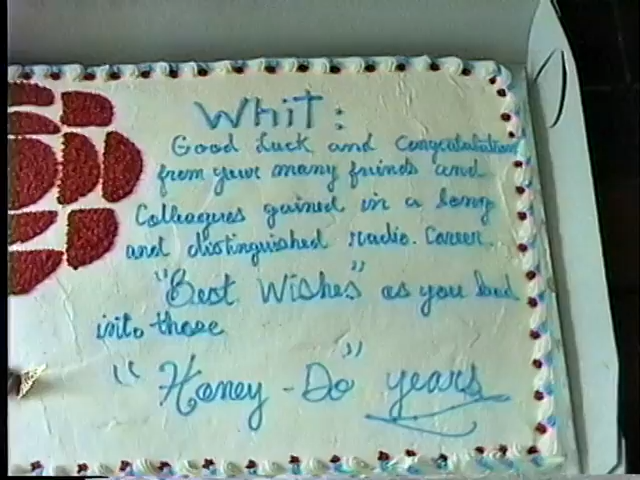 Whit:
Good Luck and Congratulations
from your many friends and
Colleagues gained in a long
and distinguished radio. Career.
"Best Wishes" as you head
into those
"Honey-Do" years